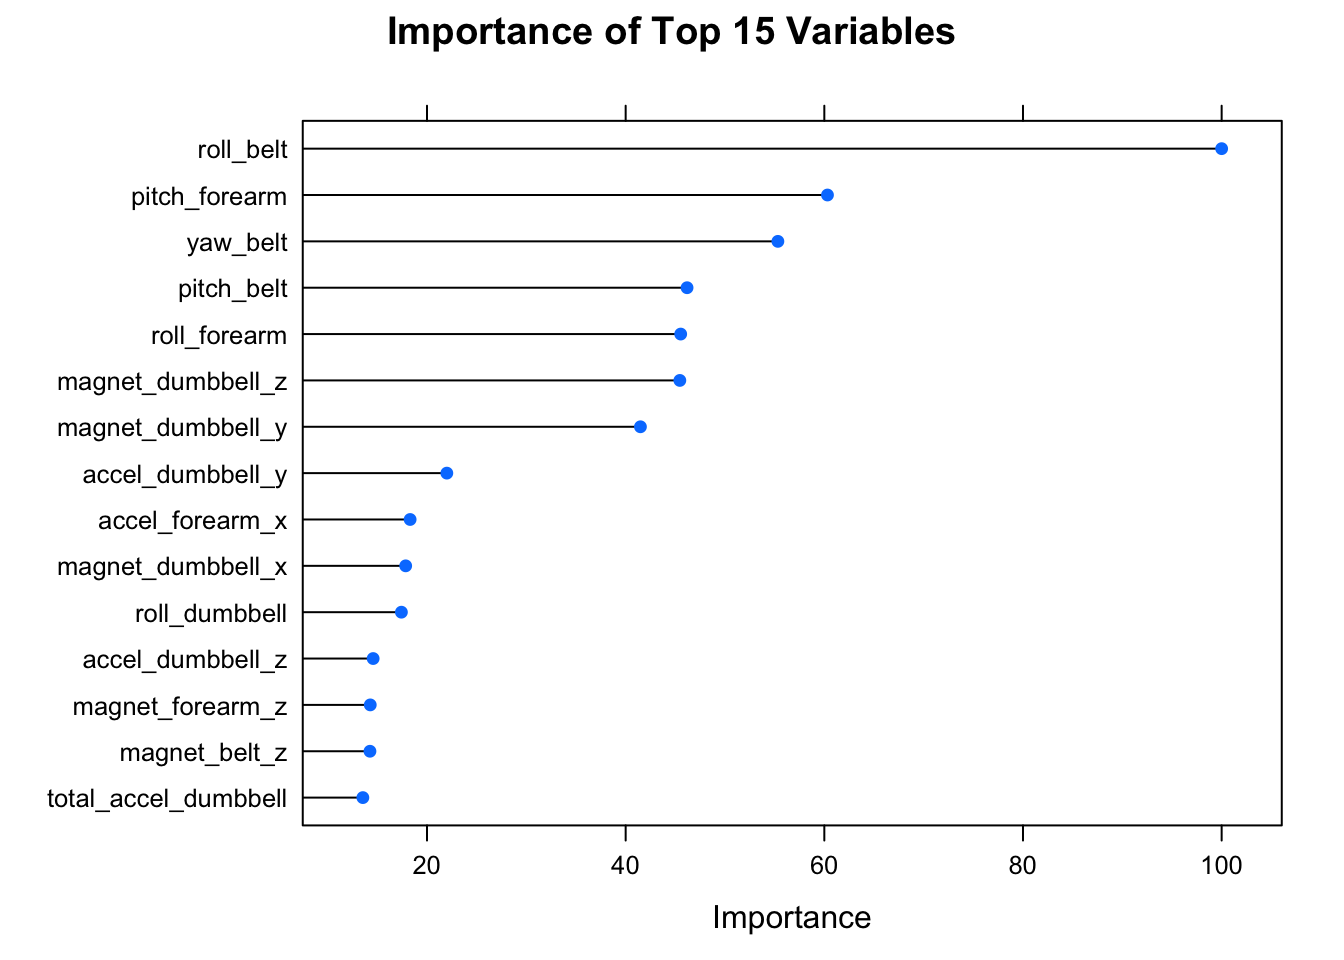 Importance of Top 15 Variables
roll_belt
pitch_forearm
yaw_belt
pitch_belt
roll_forearm
magnet_dumbbell_z
magnet_dumbbell_y
accel_dumbbell_y
accel_forearm_x
magnet_dumbbell_x
roll_dumbbell
accel_dumbbell_z
magnet_forearm_z
magnet_belt_z
total_accel_dumbbell
20 40 60 80 100
Importance